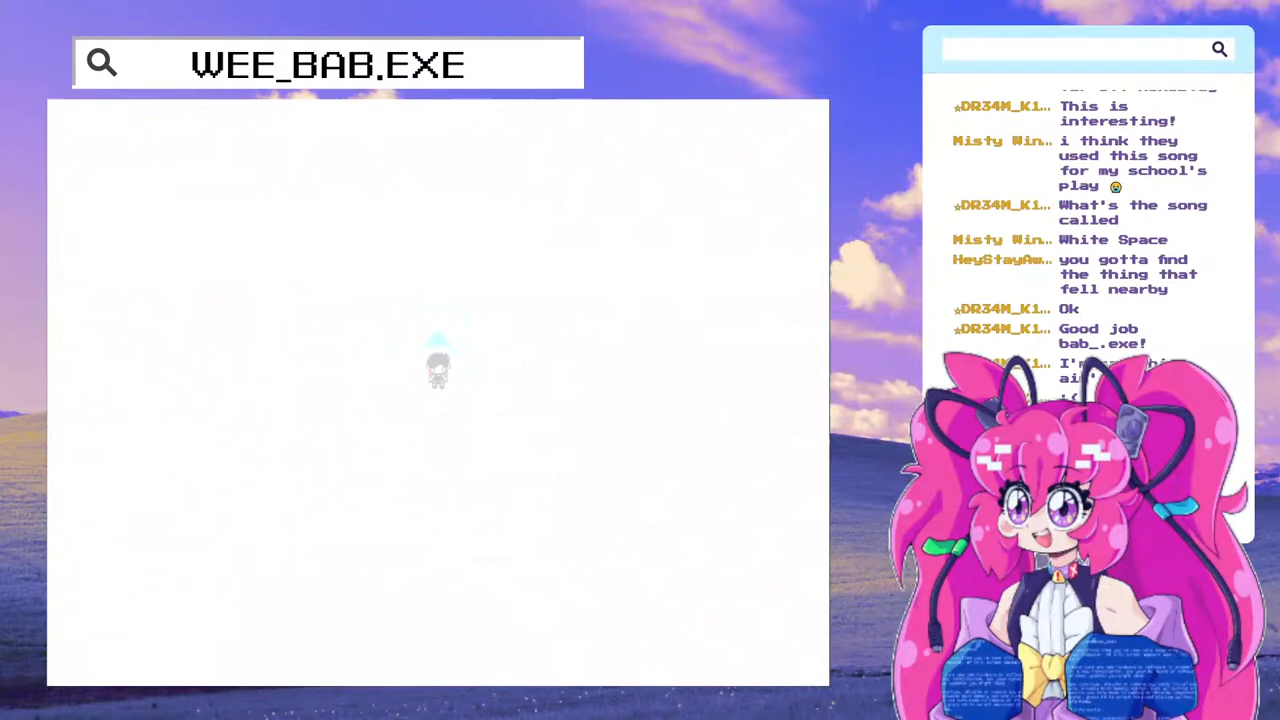 WEE_BAB.EXE
☆DR34M_K1... This is
interesting!
Misty Win... i think they
used this song
for my school's
play 😭
☆DR34M_K1... What's the song
called
Misty Win... White Space
HeyStayAw... you gotta find
the thing that
fell nearby
☆DR34M_K1... Ok
☆DR34M_K1... Good job
bab_.exe!